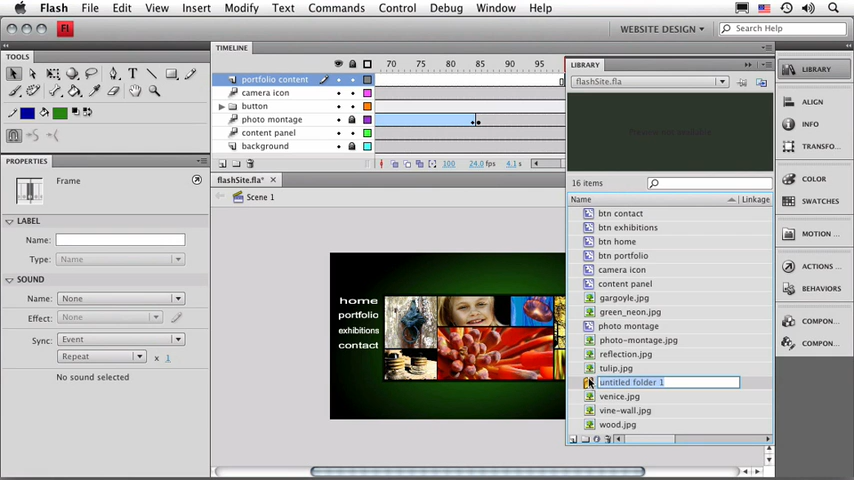 Flash File Edit View Insert Modify Text Commands Control Debug Window Help
Fl WEBSITE DESIGN Search Help
TOOLS
T
PROPERTIES
Frame
LABEL
Name:
Type: Name
SOUND
Name: None
Effect: None
Sync: Event
Repeat x 1
No sound selected
TIMELINE
70 75 80 85 90 95
portfolio content
camera icon
button
photo montage
content panel
background
100 24.0 fps 4.1 s
flashSite.fla*
Scene 1
home
portfolio
exhibitions
contact
LIBRARY
flashSite.fla
16 items
Name Linkage
btn contact
btn exhibitions
btn home
btn portfolio
camera icon
content panel
gargoyle.jpg
green_neon.jpg
photo montage
photo-montage.jpg
reflection.jpg
tulip.jpg
untitled folder 1
venice.jpg
vine-wall.jpg
wood.jpg
LIBRARY
ALIGN
INFO
TRANSFO...
COLOR
SWATCHES
MOTION ...
ACTIONS ...
BEHAVIORS
COMPON...
COMPON...